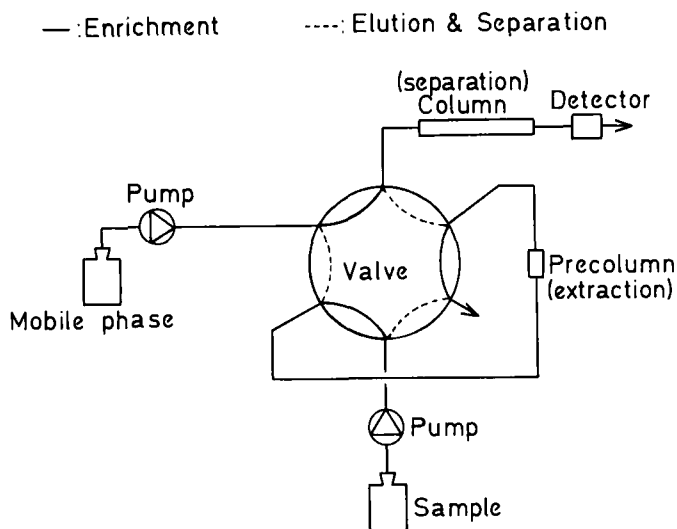 — :Enrichment ----: Elution & Separation
(separation)
Column
Detector
Pump
Valve
Precolumn
(extraction)
Mobile phase
Pump
Sample